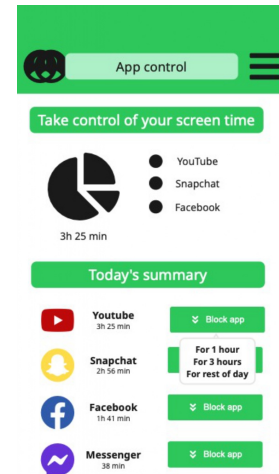 App control
Take control of your screen time
YouTube
Snapchat
Facebook
3h 25 min
Today's summary
Youtube
3h 25 min
Block app
For 1 hour
For 3 hours
For rest of day
Snapchat
2h 56 min
Facebook
1h 41 min
Block app
Messenger
38 min
Block app